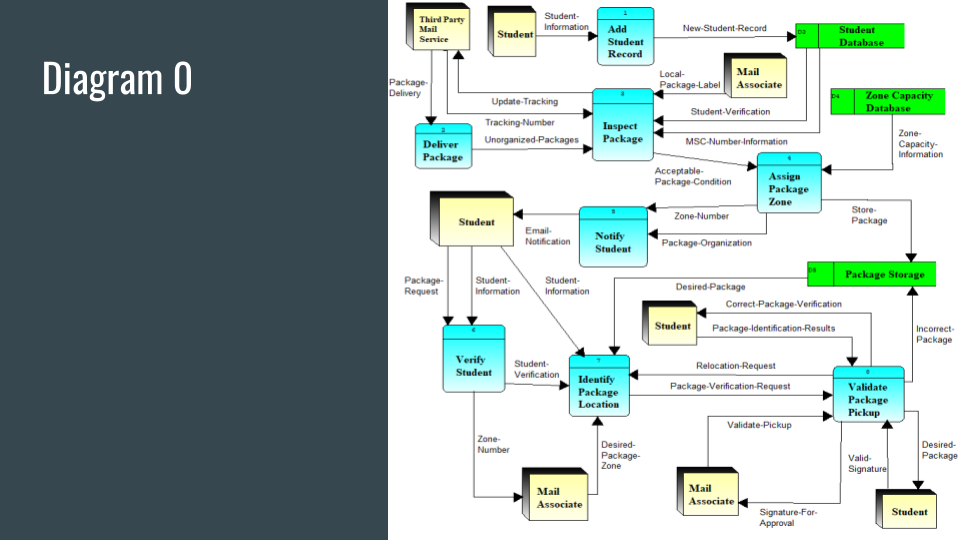 Diagram 0
Third Party
Mail
Service
Student
Student-
Information
1
Add
Student
Record
New-Student-Record
Student
Database
Mail
Associate
Local-
Package-Label
Package-
Delivery
Update-Tracking
Tracking-Number
3
Inspect
Package
Student-Verification
MSC-Number-Information
Zone Capacity
Database
Zone-
Capacity-
Information
2
Deliver
Package
Unorganized-Packages
Acceptable-
Package-Condition
4
Assign
Package
Zone
Store-
Package
Student
Email-
Notification
5
Notify
Student
Zone-Number
Package-Organization
Package Storage
Package-
Request
Student-
Information
Student-
Information
Desired-Package
Student
Correct-Package-Verification
Package-Identification-Results
Incorrect-
Package
Verify
Student
Student-
Verification
7
Identify
Package
Location
Relocation-Request
Package-Verification-Request
Validate
Package
Pickup
Zone-
Number
Desired-
Package-
Zone
Mail
Associate
Validate-Pickup
Mail
Associate
Signature-For-
Approval
Valid-
Signature
Desired-
Package
Student